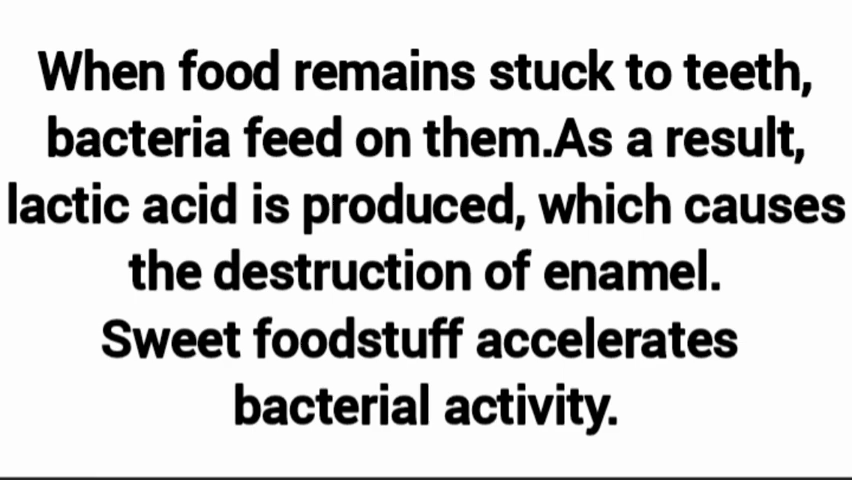 When food remains stuck to teeth,
bacteria feed on them.As a result,
lactic acid is produced, which causes
the destruction of enamel.
Sweet foodstuff accelerates
bacterial activity.